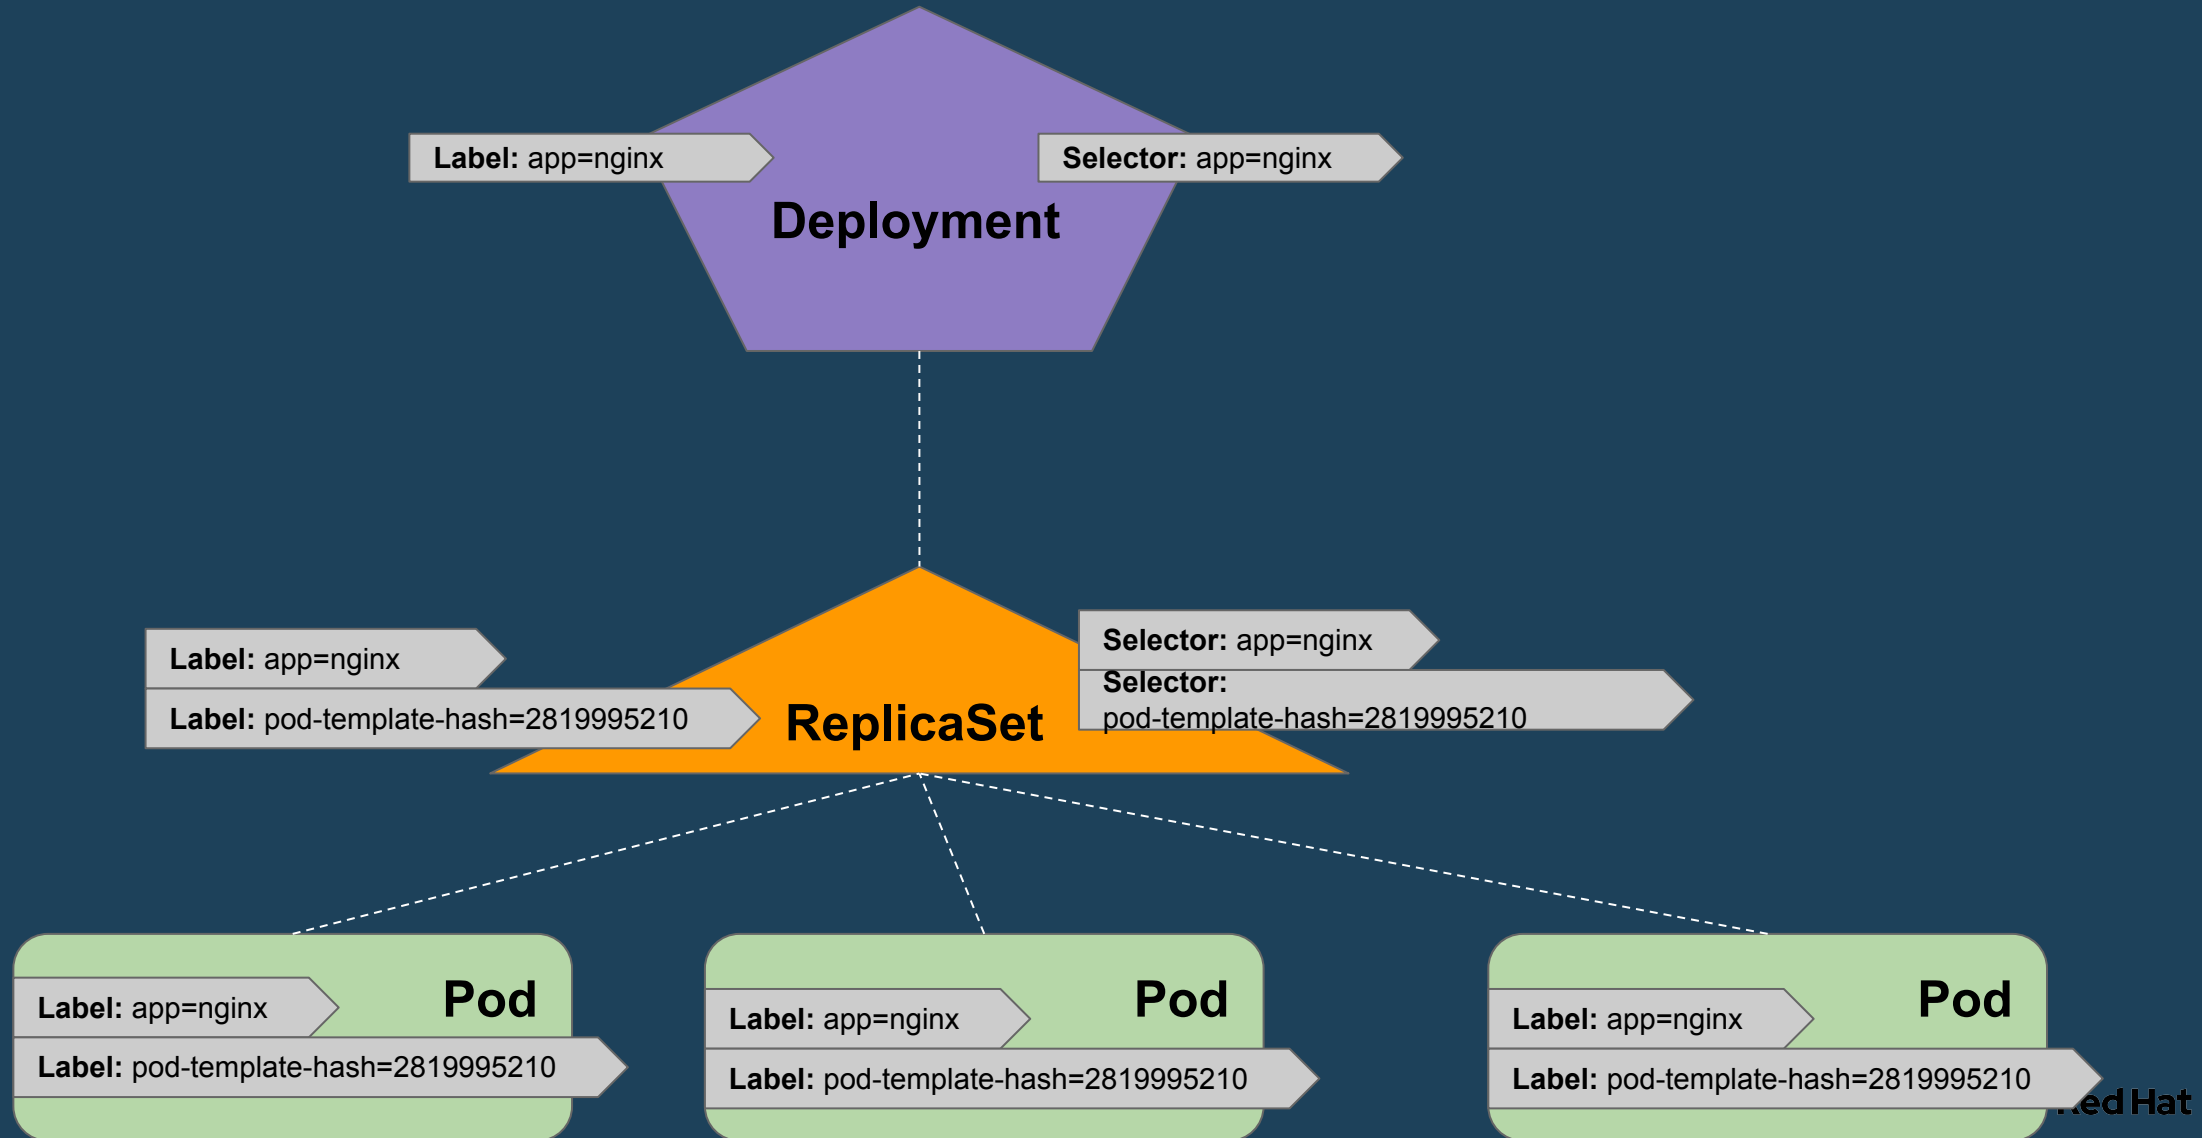 Label: app=nginx
Selector: app=nginx
Deployment
Label: app=nginx
Label: pod-template-hash=2819995210
ReplicaSet
Selector: app=nginx
Selector:
pod-template-hash=2819995210
Pod
Label: app=nginx
Label: pod-template-hash=2819995210
Pod
Label: app=nginx
Label: pod-template-hash=2819995210
Pod
Label: app=nginx
Label: pod-template-hash=2819995210
Red Hat